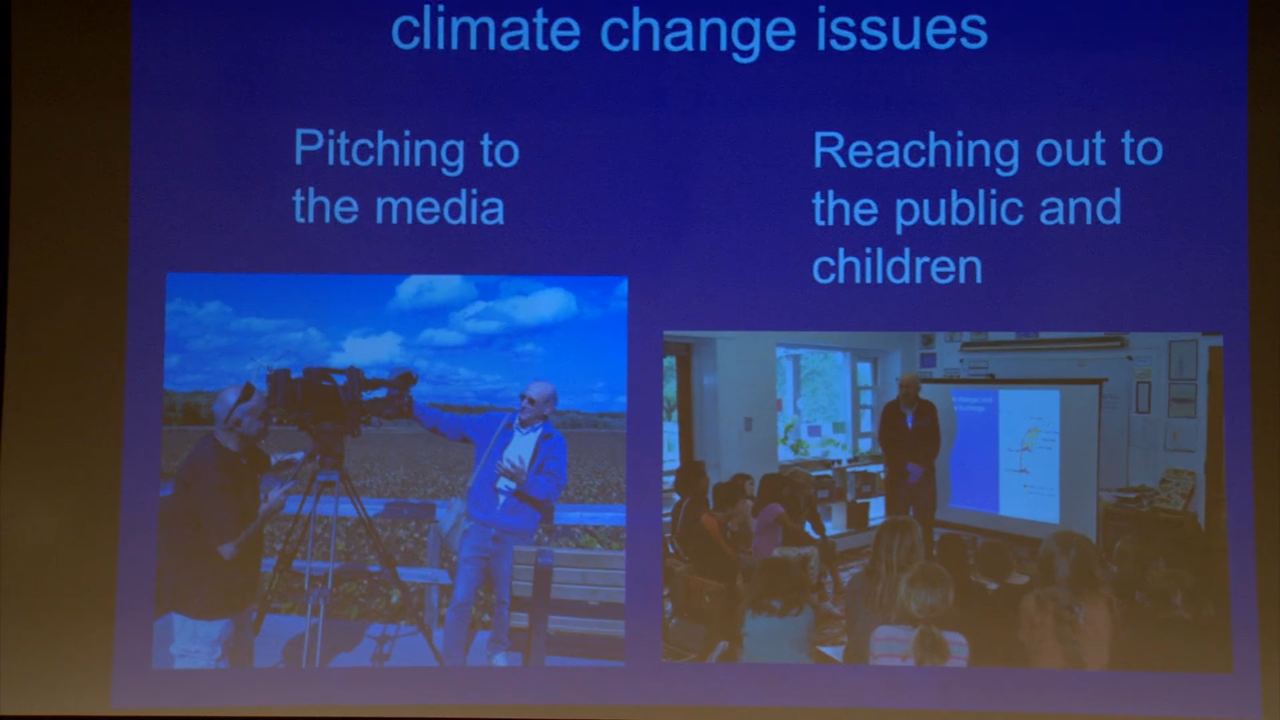 climate change issues
Pitching to
the media
Reaching out to
the public and
children